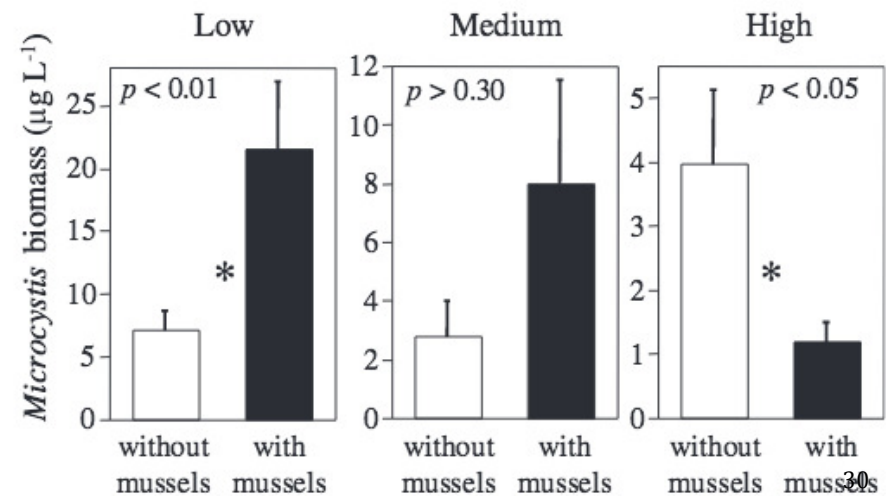 Low
Medium
High
Microcystis biomass (µg L-1)
p < 0.01
25
20
15
10
5
0
*
without mussels
with mussels
p > 0.30
12
10
8
6
4
2
0
without mussels
with mussels
p < 0.05
5
4
3
2
1
0
*
without mussels
with mussels
30